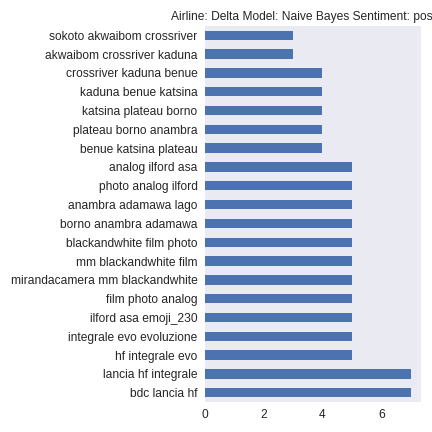 Airline: Delta Model: Naive Bayes Sentiment: pos
sokoto akwaibom crossriver
akwaibom crossriver kaduna
crossriver kaduna benue
kaduna benue katsina
katsina plateau borno
plateau borno anambra
benue katsina plateau
analog ilford asa
photo analog ilford
anambra adamawa lago
borno anambra adamawa
blackandwhite film photo
mm blackandwhite film
mirandacamera mm blackandwhite
film photo analog
ilford asa emoji_230
integrale evo evoluzione
hf integrale evo
lancia hf integrale
bdc lancia hf
0 2 4 6